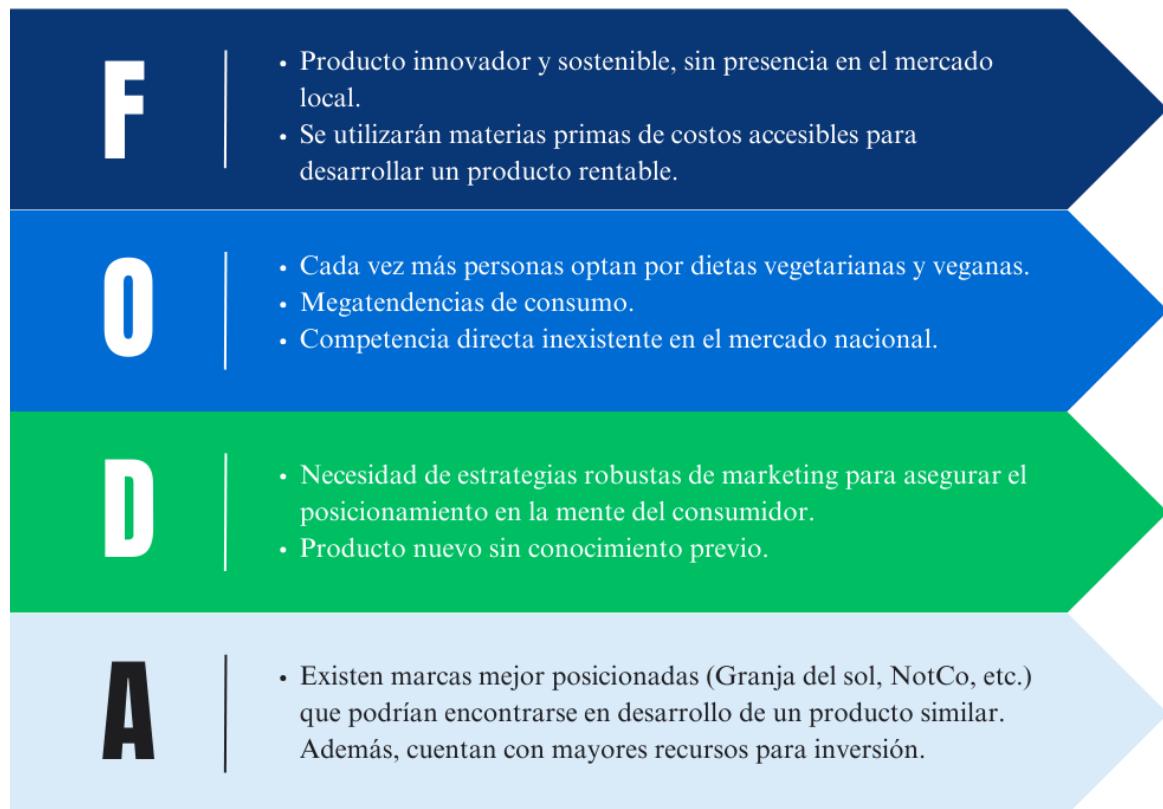 F
• Producto innovador y sostenible, sin presencia en el mercado
local.
• Se utilizarán materias primas de costos accesibles para
desarrollar un producto rentable.
O
• Cada vez más personas optan por dietas vegetarianas y veganas.
• Megatendencias de consumo.
• Competencia directa inexistente en el mercado nacional.
D
• Necesidad de estrategias robustas de marketing para asegurar el
posicionamiento en la mente del consumidor.
• Producto nuevo sin conocimiento previo.
A
• Existen marcas mejor posicionadas (Granja del sol, NotCo, etc.)
que podrían encontrarse en desarrollo de un producto similar.
Además, cuentan con mayores recursos para inversión.